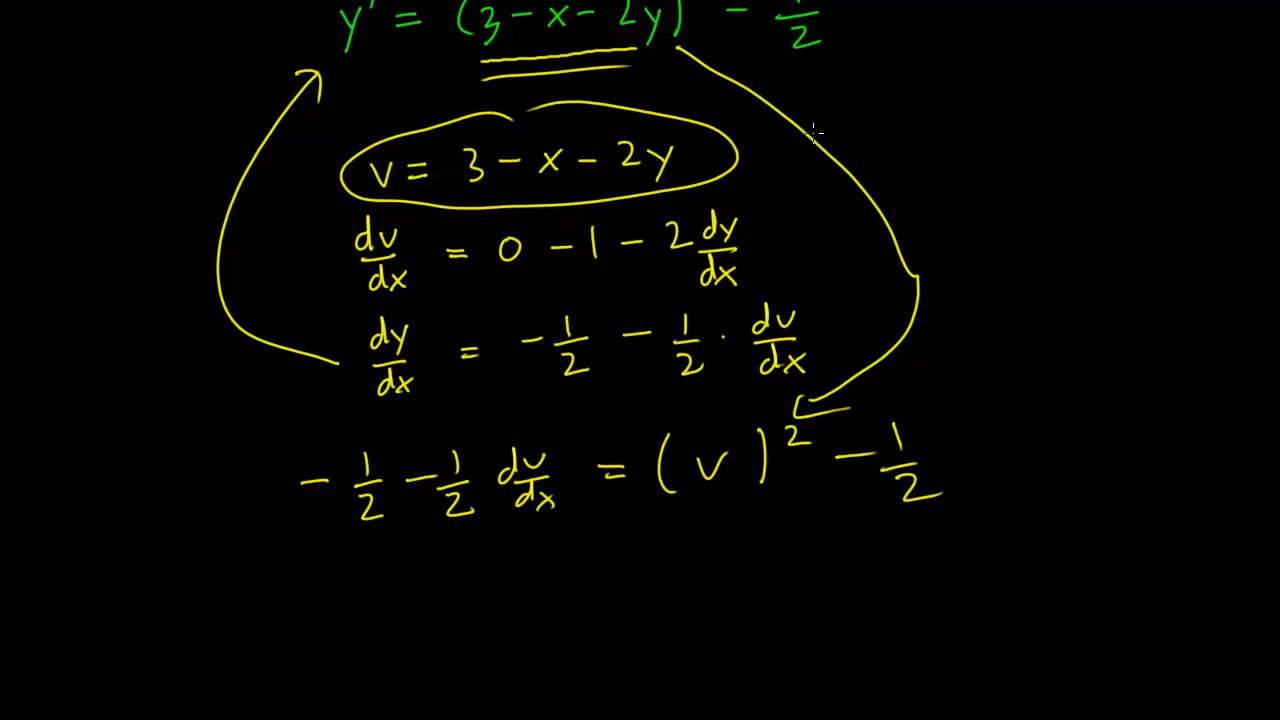 y' = (3 - x - 2y) - 1/2
v = 3 - x - 2y
dv/dx = 0 - 1 - 2 dy/dx
dy/dx = - 1/2 - 1/2 · dv/dx
- 1/2 - 1/2 dv/dx = (v)² - 1/2